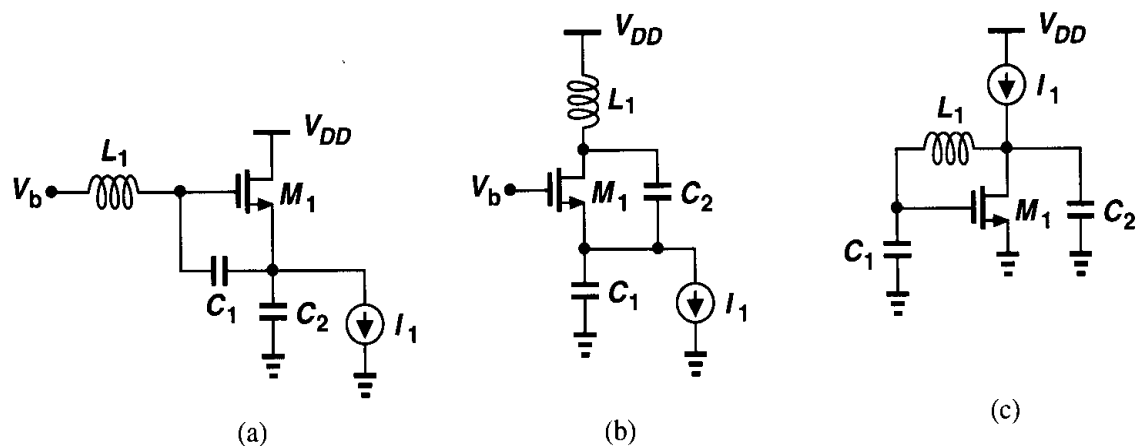 V_DD
L_1
V_b
M_1
C_1
C_2
I_1
(a)
V_DD
L_1
V_b
M_1
C_2
C_1
I_1
(b)
V_DD
I_1
L_1
M_1
C_1
C_2
(c)